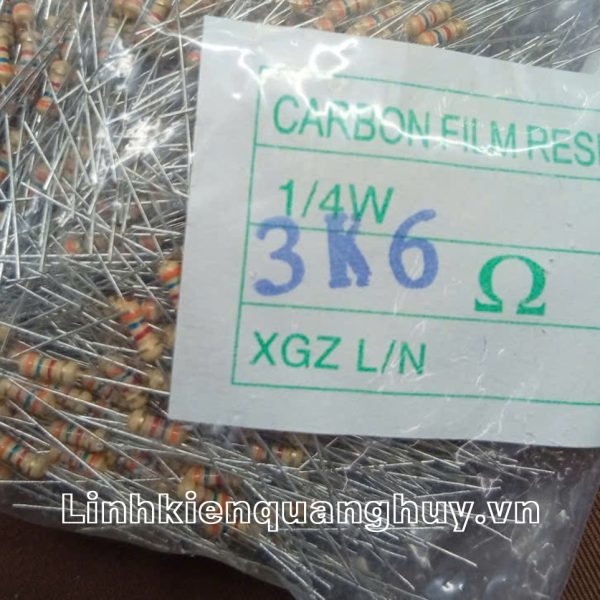 CARBON FILM RESI
1/4W
3K6 Ω
XGZ L/N
Linhkienquanghuy.vn